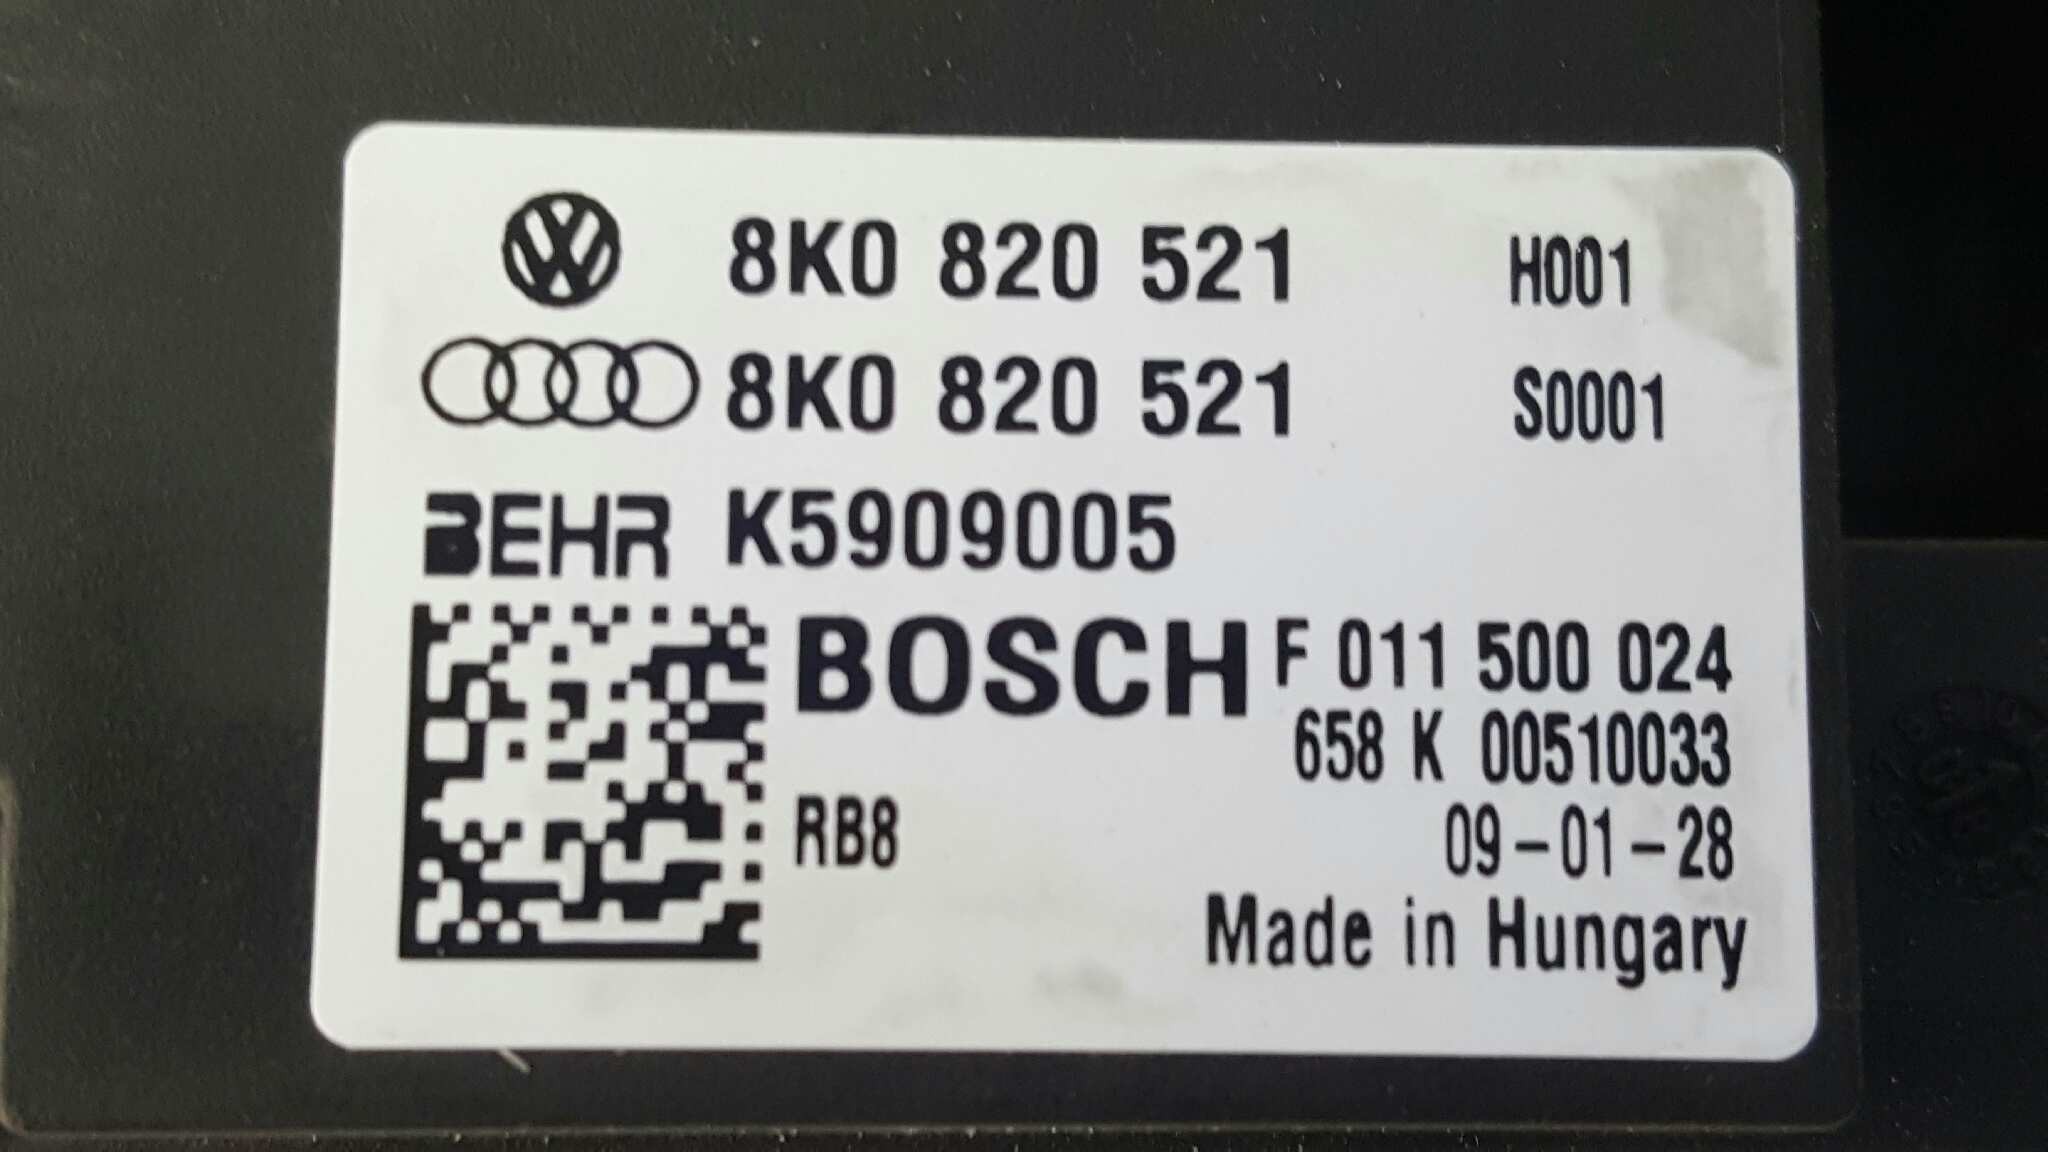 8K0 820 521 H001
8K0 820 521 S0001
BEHR K5909005
BOSCH F 011 500 024
658 K 00510033
RB8 09-01-28
Made in Hungary